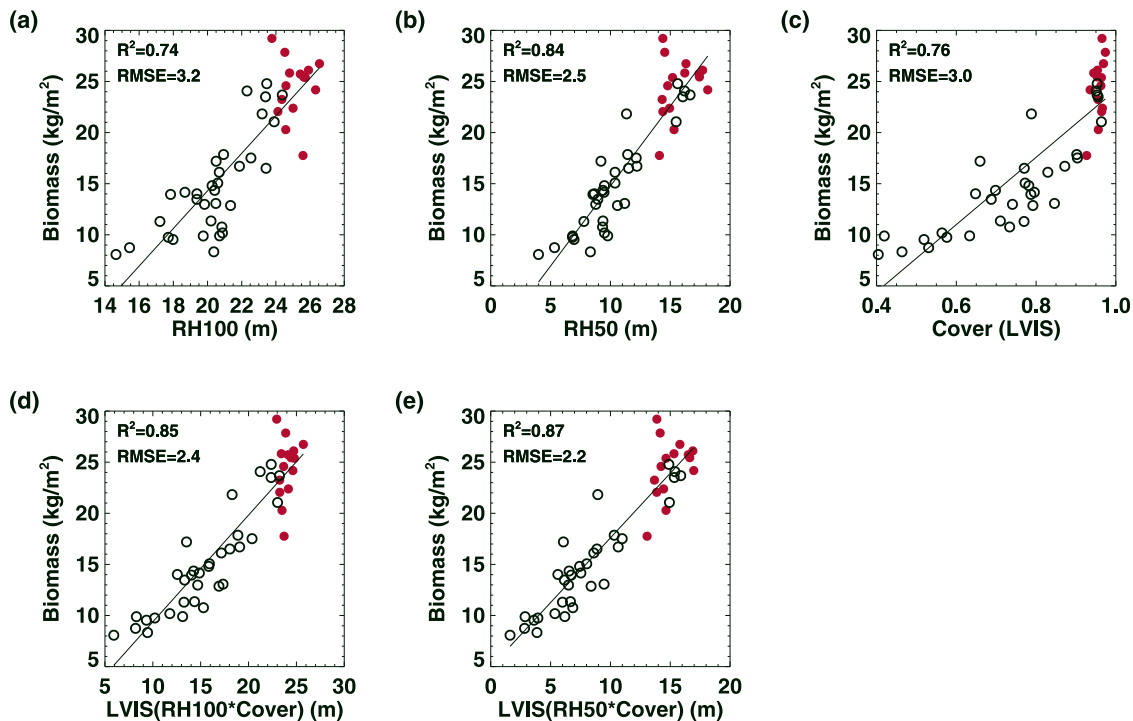 (a)
R²=0.74
RMSE=3.2
Biomass (kg/m²)
30
25
20
15
10
5
14 16 18 20 22 24 26 28
RH100 (m)
(b)
R²=0.84
RMSE=2.5
Biomass (kg/m²)
30
25
20
15
10
5
0 5 10 15 20
RH50 (m)
(c)
R²=0.76
RMSE=3.0
Biomass (kg/m²)
30
25
20
15
10
5
0.4 0.6 0.8 1.0
Cover (LVIS)
(d)
R²=0.85
RMSE=2.4
Biomass (kg/m²)
30
25
20
15
10
5
5 10 15 20 25 30
LVIS(RH100*Cover) (m)
(e)
R²=0.87
RMSE=2.2
Biomass (kg/m²)
30
25
20
15
10
5
0 5 10 15 20
LVIS(RH50*Cover) (m)